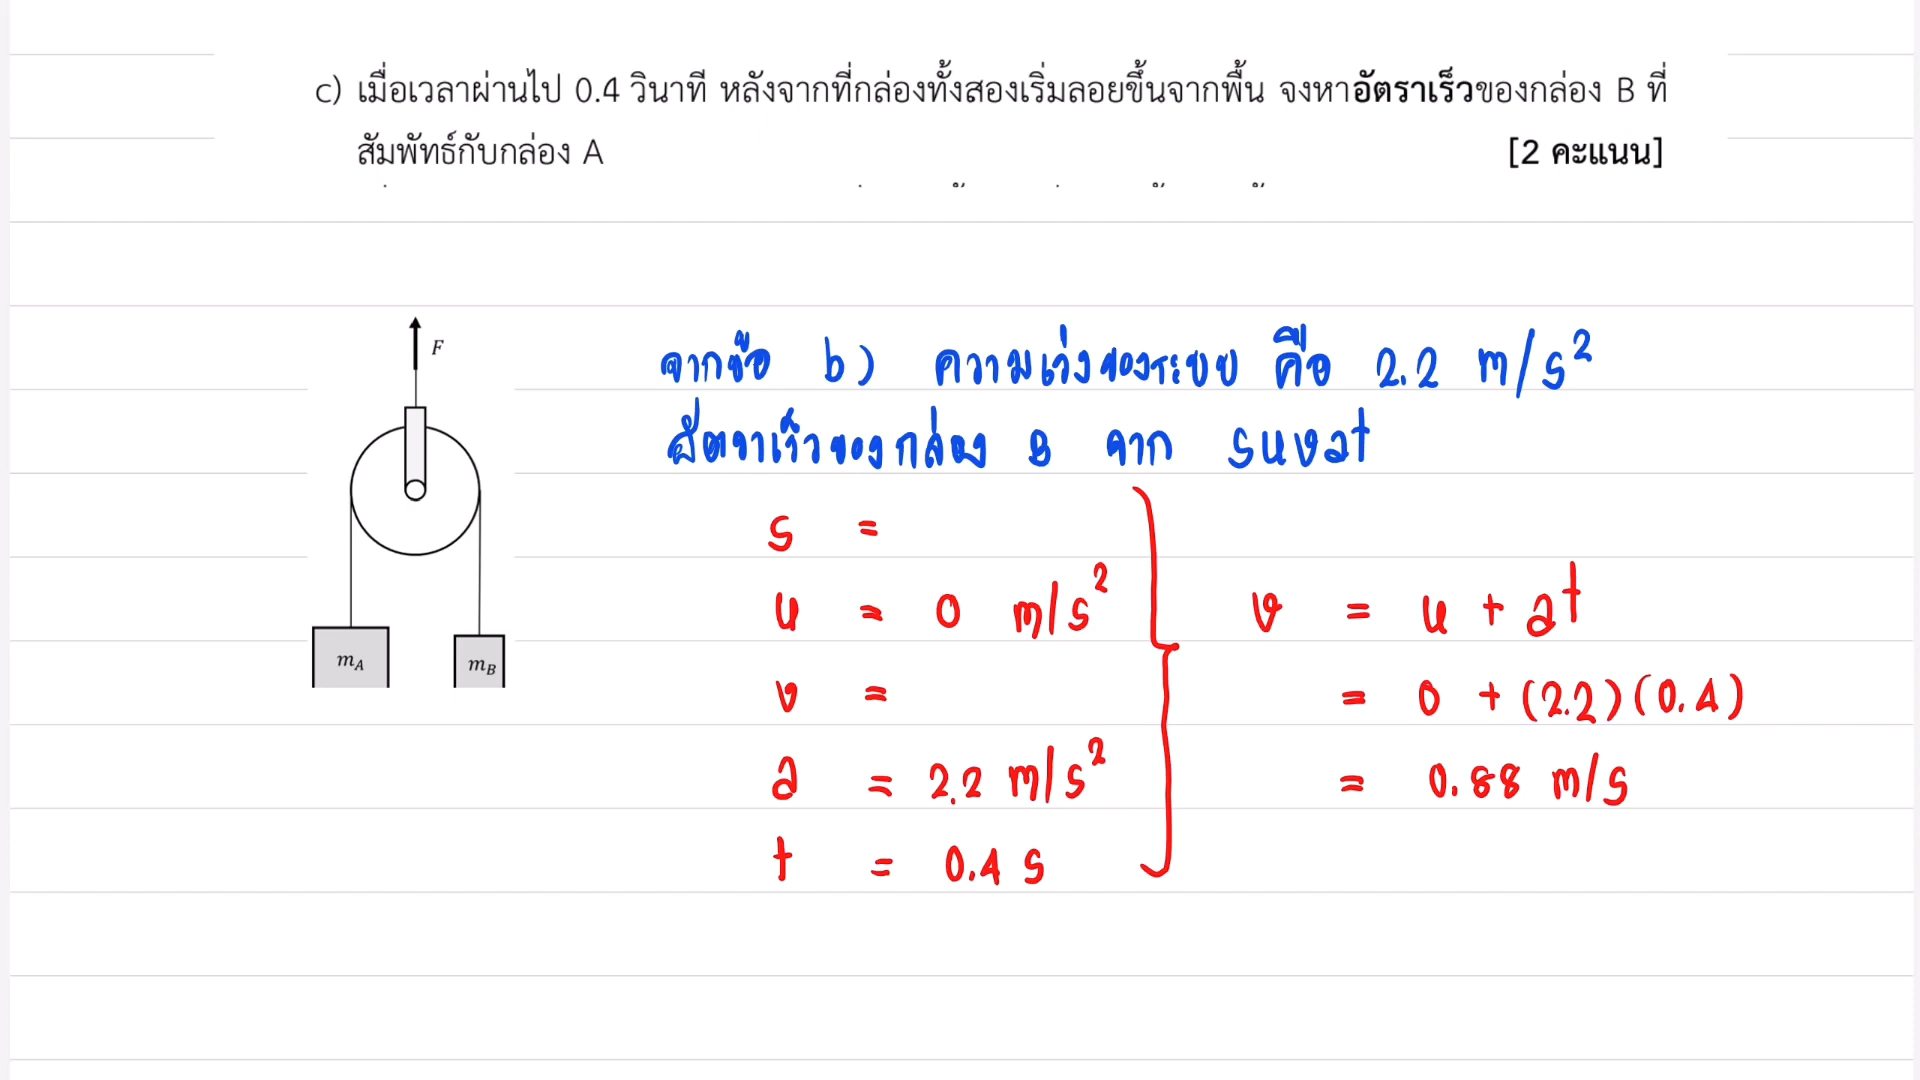 c) เมื่อเวลาผ่านไป 0.4 วินาที หลังจากที่กล่องทั้งสองเริ่มลอยขึ้นจากพื้น จงหาอัตราเร็วของกล่อง B ที่
สัมพัทธ์กับกล่อง A [2 คะแนน]
F
m_A
m_B
จากข้อ b) ความเร่งของระบบ คือ 2.2 m/s²
อัตราเร็วของกล่อง B จาก suvat
s =
u = 0 m/s²
v =
a = 2.2 m/s²
t = 0.4 s
v = u + at
= 0 + (2.2)(0.4)
= 0.88 m/s